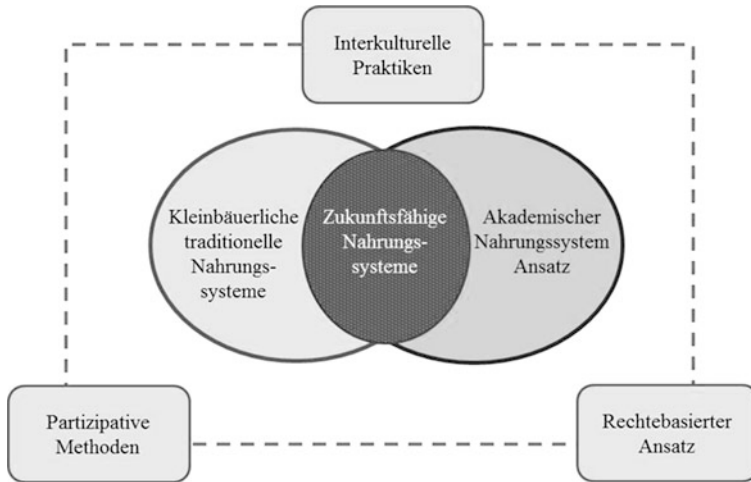 Interkulturelle
Praktiken
Kleinbäuerliche
traditionelle
Nahrungs-
systeme
Zukunftsfähige
Nahrungs-
systeme
Akademischer
Nahrungssystem
Ansatz
Partizipative
Methoden
Rechtebasierter
Ansatz